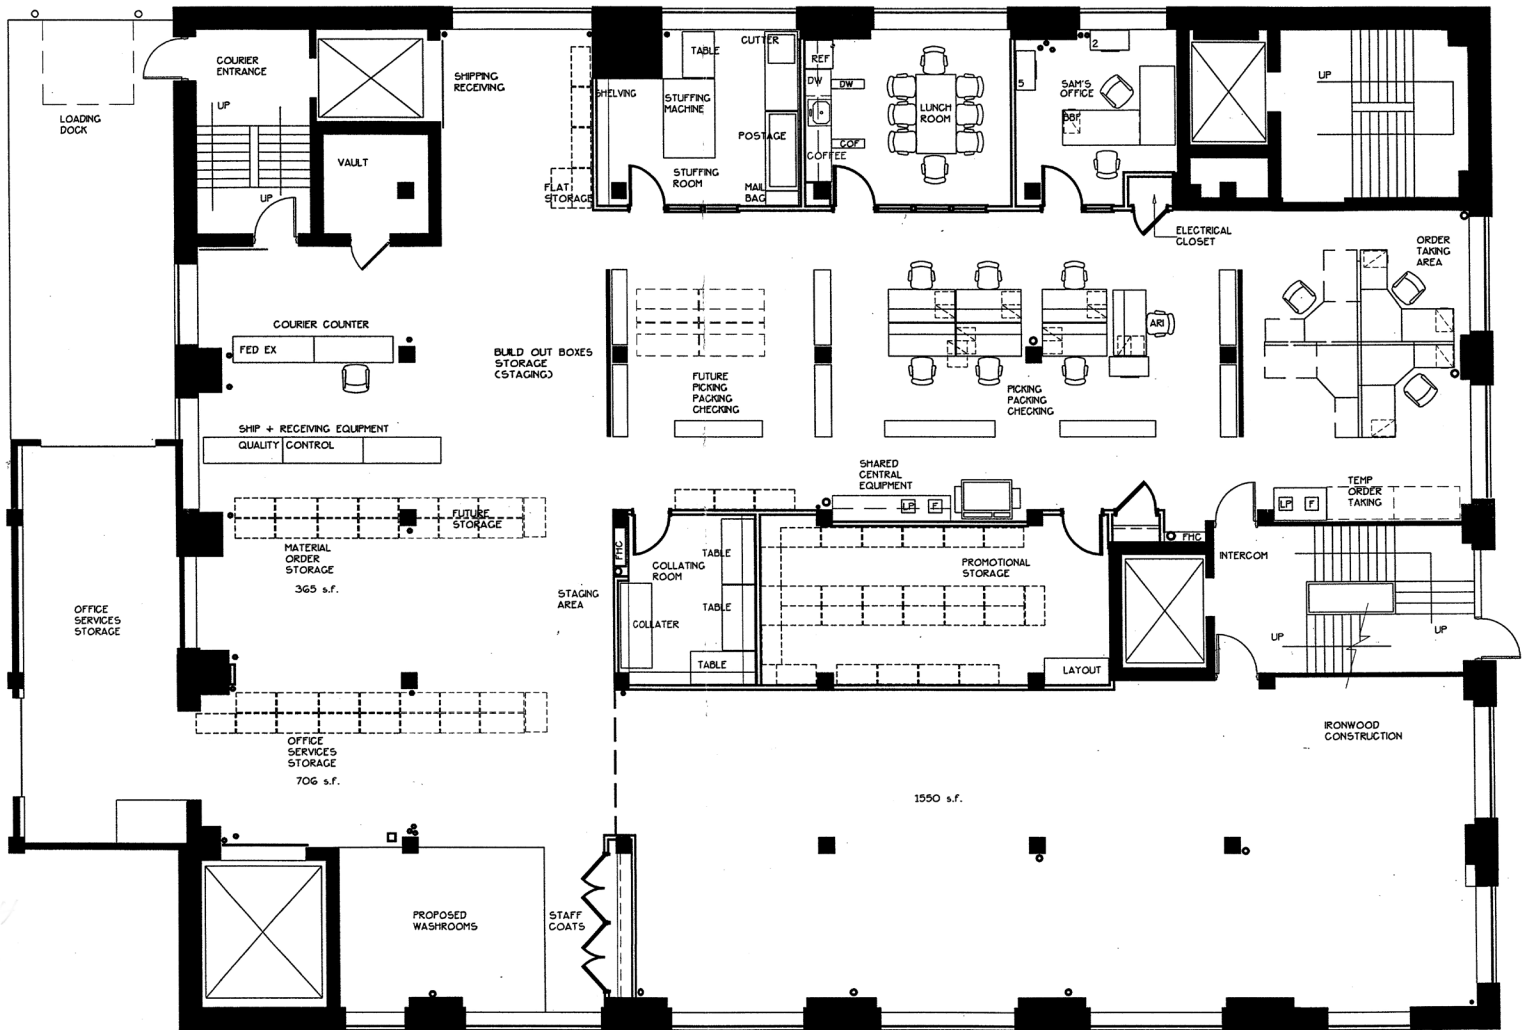 LOADING
DOCK
COURIER
ENTRANCE
UP
UP
VAULT
SHIPPING
RECEIVING
FLAT
STORAGE
SHELVING
TABLE
CUTTER
STUFFING
MACHINE
POSTAGE
STUFFING
ROOM
MAIL
BAG
REF
DW
DW
COF
COFFEE
LUNCH
ROOM
2
5
SAM'S
OFFICE
BBF
UP
ELECTRICAL
CLOSET
ORDER
TAKING
AREA
COURIER COUNTER
FED EX
BUILD OUT BOXES
STORAGE
(STAGING)
FUTURE
PICKING
PACKING
CHECKING
ARI
PICKING
PACKING
CHECKING
SHIP + RECEIVING EQUIPMENT
QUALITY CONTROL
SHARED
CENTRAL
EQUIPMENT
LP
F
TEMP
ORDER
TAKING
LP
F
FUTURE
STORAGE
MATERIAL
ORDER
STORAGE
365 s.f.
FHC
COLLATING
ROOM
TABLE
TABLE
TABLE
COLLATER
STAGING
AREA
PROMOTIONAL
STORAGE
LAYOUT
FHC
INTERCOM
UP
UP
OFFICE
SERVICES
STORAGE
OFFICE
SERVICES
STORAGE
706 s.f.
IRONWOOD
CONSTRUCTION
1550 s.f.
PROPOSED
WASHROOMS
STAFF
COATS